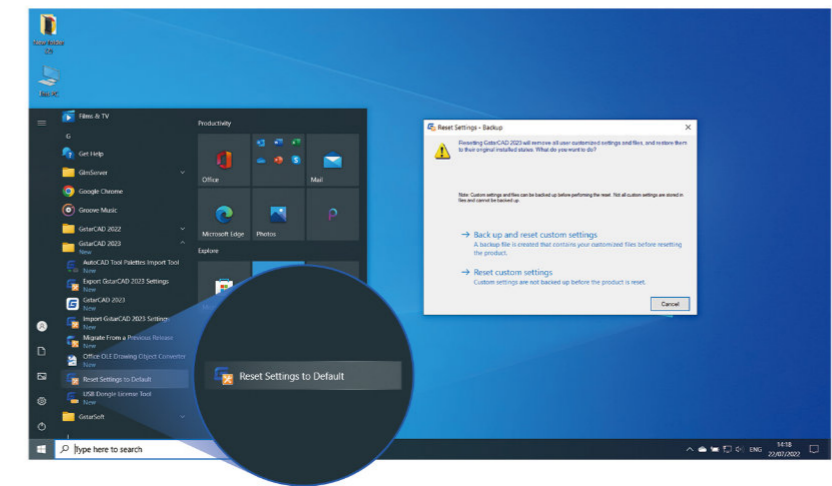 Films & TV
Productivity
G
Get Help
GlmServer
Office
Mail
Google Chrome
Groove Music
GstarCAD 2022
Microsoft Edge
Photos
GstarCAD 2023
New
Explore
AutoCAD Tool Palettes Import Tool
New
Export GstarCAD 2023 Settings
New
GstarCAD 2023
New
Import GstarCAD 2023 Settings
New
Migrate From a Previous Release
New
Office OLE Drawing Object Converter
New
Reset Settings to Default
USB Dongle License Tool
New
GstarSoft
Type here to search
Reset Settings to Default
Reset Settings - Backup
Resetting GstarCAD 2023 will remove all user customized settings and files, and restore them
to their original installed states. What do you want to do?
Note: Custom settings and files can be backed up before performing the reset. Not all custom settings are stored in
files and cannot be backed up.
Back up and reset custom settings
A backup file is created that contains your customized files before resetting
the product.
Reset custom settings
Custom settings are not backed up before the product is reset.
Cancel
ENG
14:18
22/07/2022